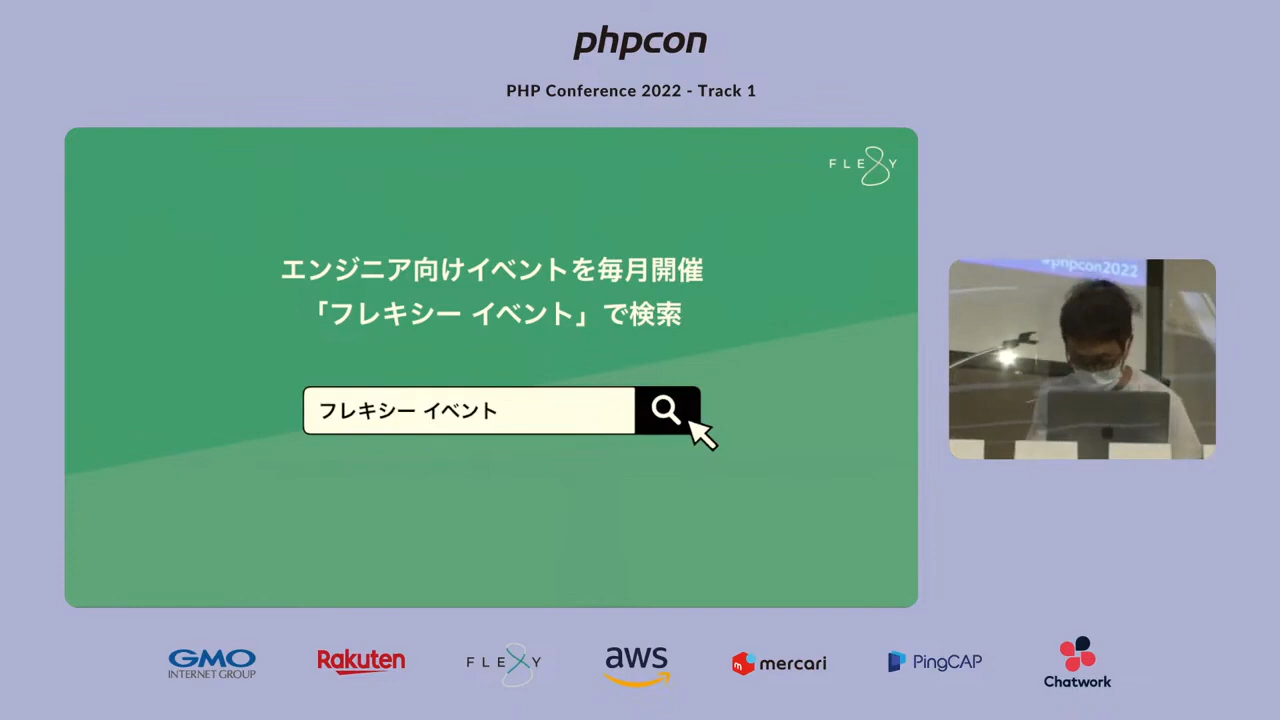 phpcon
PHP Conference 2022 - Track 1
FLEXY
エンジニア向けイベントを毎月開催
「フレキシー イベント」で検索
フレキシー イベント
phpcon2022
GMO
INTERNET GROUP
Rakuten
FLEXY
aws
mercari
PingCAP
Chatwork